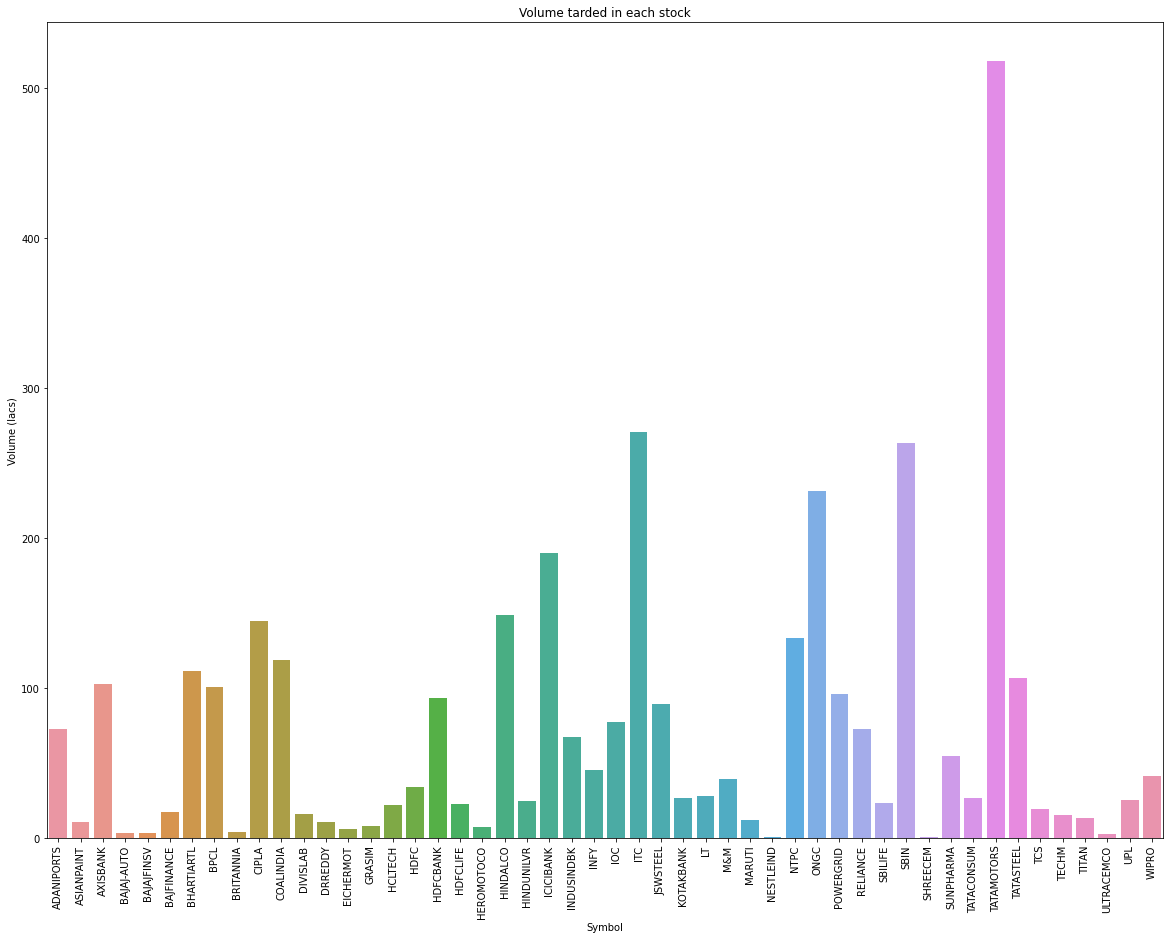 Volume tarded in each stock
Volume (lacs)
500
400
300
200
100
0
ADANIPORTS
ASIANPAINT
AXISBANK
BAJAJ-AUTO
BAJAJFINSV
BAJFINANCE
BHARTIARTL
BPCL
BRITANNIA
CIPLA
COALINDIA
DIVISLAB
DRREDDY
EICHERMOT
GRASIM
HCLTECH
HDFC
HDFCBANK
HDFCLIFE
HEROMOTOCO
HINDALCO
HINDUNILVR
ICICIBANK
INDUSINDBK
INFY
IOC
ITC
JSWSTEEL
KOTAKBANK
LT
M&M
MARUTI
NESTLEIND
NTPC
ONGC
POWERGRID
RELIANCE
SBILIFE
SBIN
SHREECEM
SUNPHARMA
TATACONSUM
TATAMOTORS
TATASTEEL
TCS
TECHM
TITAN
ULTRACEMCO
UPL
WIPRO
Symbol